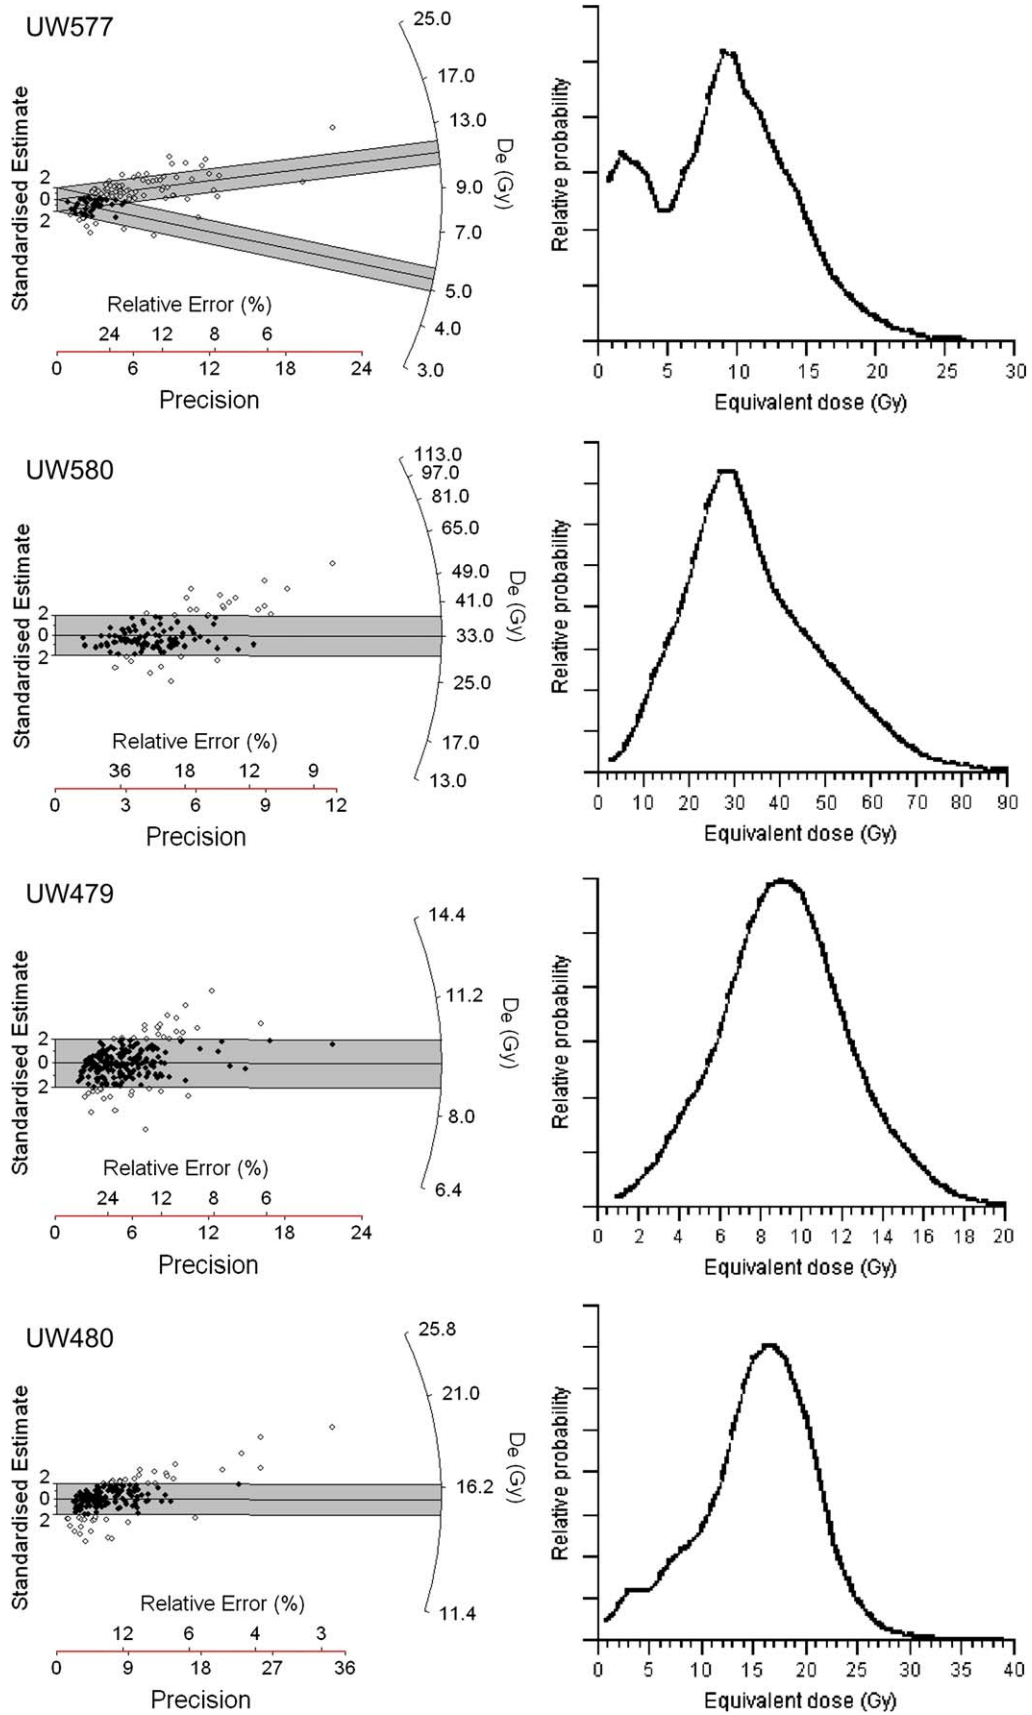 UW577
Standardised Estimate
2
0
2
25.0
17.0
13.0
9.0
7.0
5.0
4.0
3.0
De (Gy)
Relative Error (%)
24 12 8 6
0 6 12 18 24
Precision
Relative probability
0 5 10 15 20 25 30
Equivalent dose (Gy)
UW580
Standardised Estimate
2
0
2
113.0
97.0
81.0
65.0
49.0
41.0
33.0
25.0
17.0
13.0
De (Gy)
Relative Error (%)
36 18 12 9
0 3 6 9 12
Precision
Relative probability
0 10 20 30 40 50 60 70 80 90
Equivalent dose (Gy)
UW479
Standardised Estimate
2
0
2
14.4
11.2
8.0
6.4
De (Gy)
Relative Error (%)
24 12 8 6
0 6 12 18 24
Precision
Relative probability
0 2 4 6 8 10 12 14 16 18 20
Equivalent dose (Gy)
UW480
Standardised Estimate
2
0
2
25.8
21.0
16.2
11.4
De (Gy)
Relative Error (%)
12 6 4 3
0 9 18 27 36
Precision
Relative probability
0 5 10 15 20 25 30 35 40
Equivalent dose (Gy)